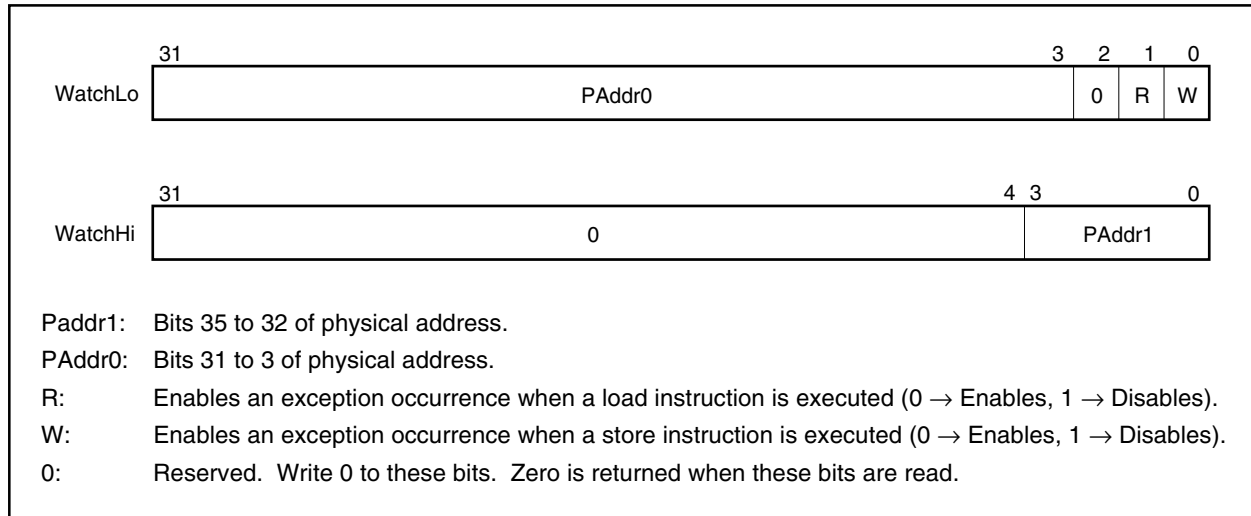 31 3 2 1 0
WatchLo PAddr0 0 R W
31 4 3 0
WatchHi 0 PAddr1
Paddr1: Bits 35 to 32 of physical address.
PAddr0: Bits 31 to 3 of physical address.
R: Enables an exception occurrence when a load instruction is executed (0 → Enables, 1 → Disables).
W: Enables an exception occurrence when a store instruction is executed (0 → Enables, 1 → Disables).
0: Reserved. Write 0 to these bits. Zero is returned when these bits are read.